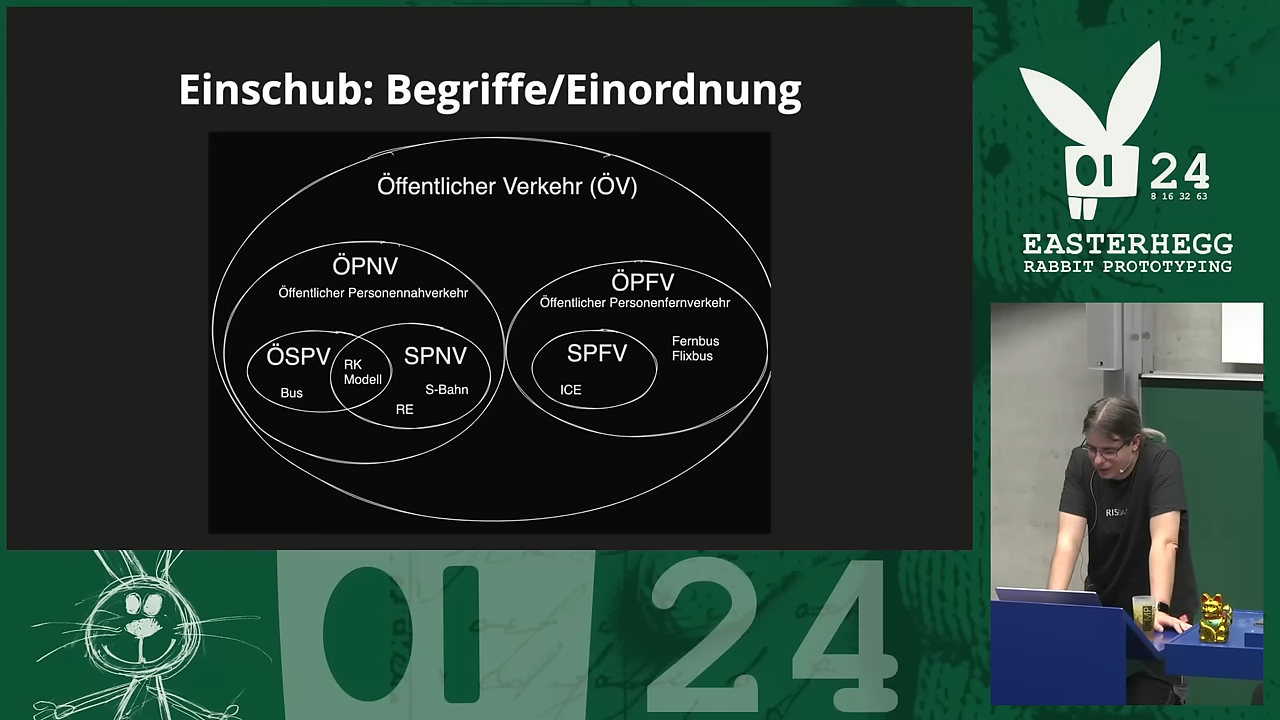 Einschub: Begriffe/Einordnung
Öffentlicher Verkehr (ÖV)
ÖPNV
Öffentlicher Personennahverkehr
ÖSPV
Bus
RK
Modell
SPNV
S-Bahn
RE
ÖPFV
Öffentlicher Personenfernverkehr
SPFV
ICE
Fernbus
Flixbus
24
8 16 32 63
EASTERHEGG
RABBIT PROTOTYPING
24